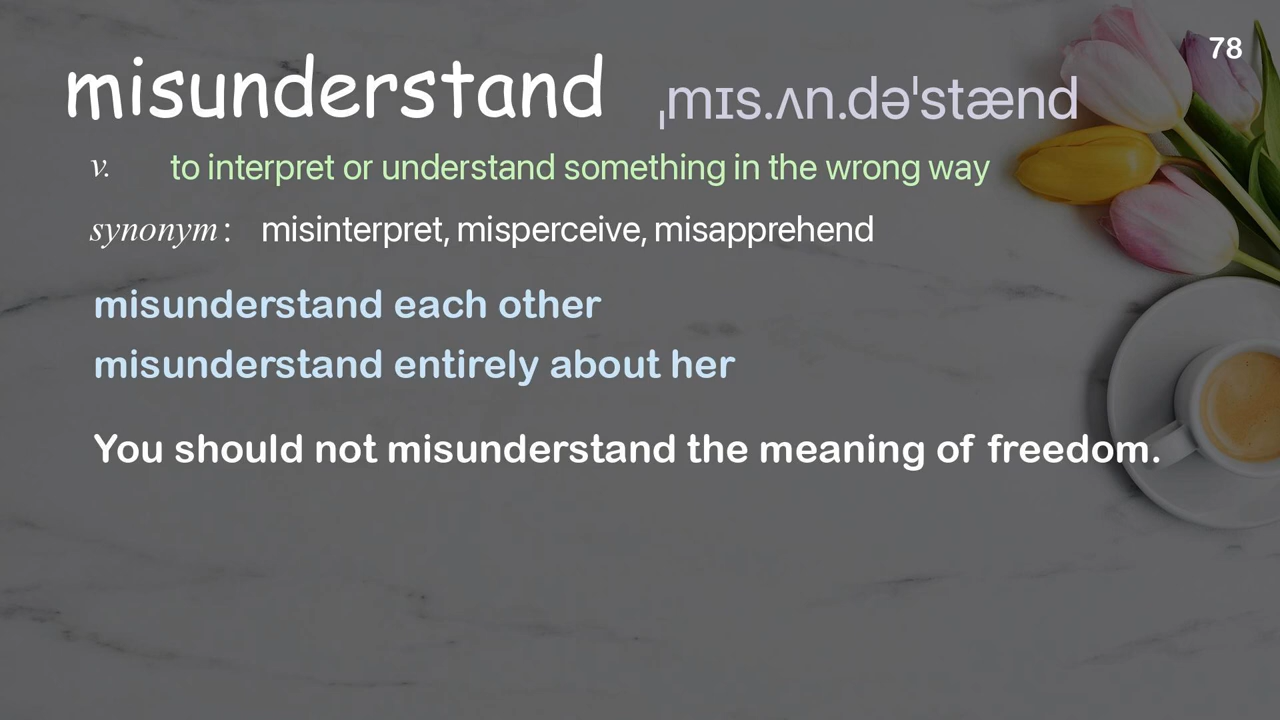 78
misunderstand ˌmɪs.ʌn.dəˈstænd
v. to interpret or understand something in the wrong way
synonym: misinterpret, misperceive, misapprehend
misunderstand each other
misunderstand entirely about her
You should not misunderstand the meaning of freedom.